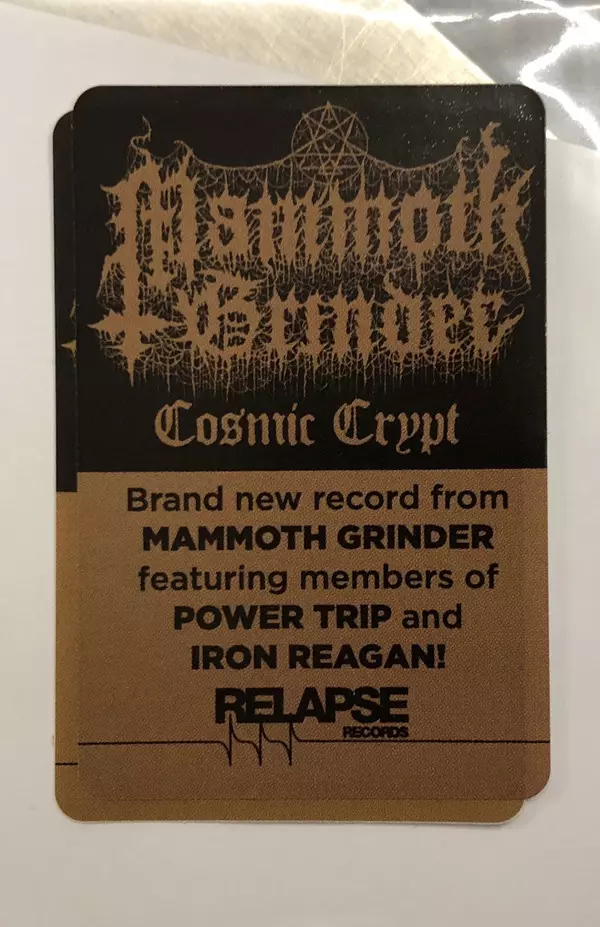 Mammoth
Grinder
Cosmic Crypt
Brand new record from
MAMMOTH GRINDER
featuring members of
POWER TRIP and
IRON REAGAN!
RELAPSE
RECORDS